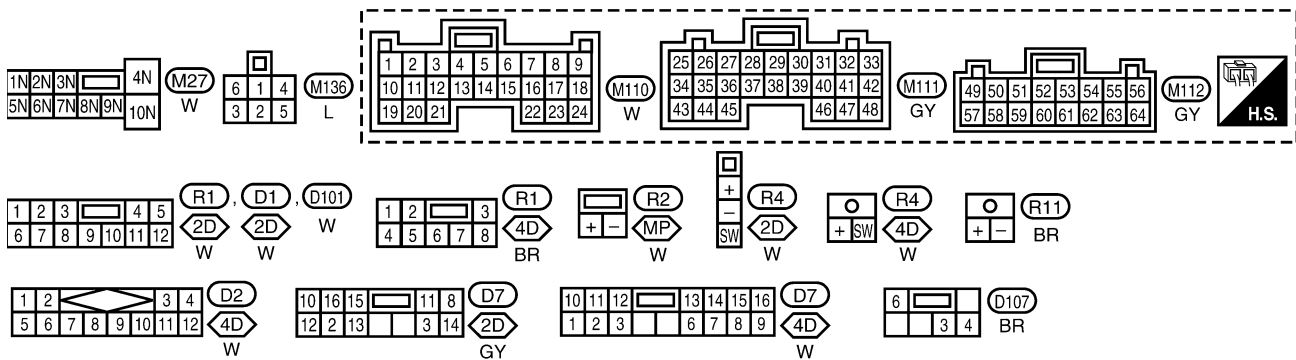 1N 2N 3N 4N
5N 6N 7N 8N 9N 10N
M27
W
6 1 4
3 2 5
M136
L
1 2 3 4 5 6 7 8 9
10 11 12 13 14 15 16 17 18
19 20 21 22 23 24
M110
W
25 26 27 28 29 30 31 32 33
34 35 36 37 38 39 40 41 42
43 44 45 46 47 48
M111
GY
49 50 51 52 53 54 55 56
57 58 59 60 61 62 63 64
M112
GY
H.S.
1 2 3 4 5
6 7 8 9 10 11 12
R1 , D1 , D101
2D 2D W
W W
1 2 3
4 5 6 7 8
R1
4D
BR
+ −
R2
MP
W
+
−
SW
R4
2D
W
+ SW
R4
4D
W
+ −
R11
BR
1 2 3 4
5 6 7 8 9 10 11 12
D2
4D
W
10 16 15 11 8
12 2 13 3 14
D7
2D
GY
10 11 12 13 14 15 16
1 2 3 6 7 8 9
D7
4D
W
6
3 4
D107
BR